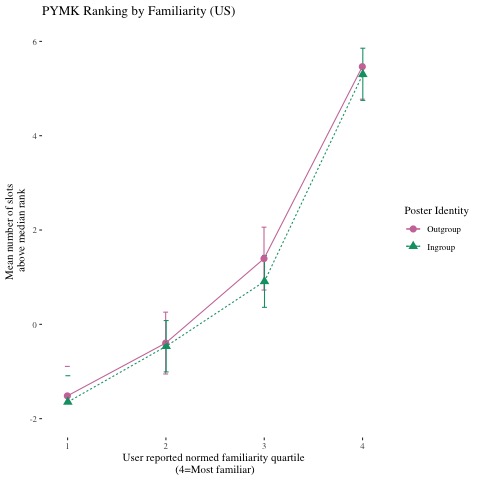 PYMK Ranking by Familiarity (US)
6
4
2
0
-2
Mean number of slots
above median rank
1 2 3 4
User reported normed familiarity quartile
(4=Most familiar)
Poster Identity
Outgroup
Ingroup